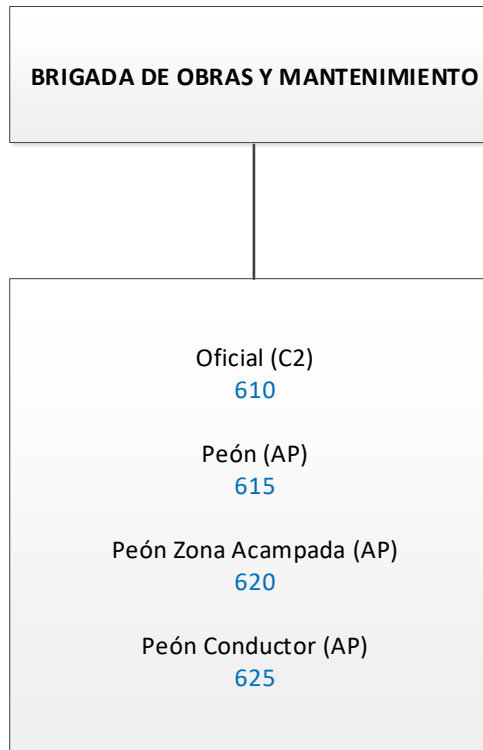 BRIGADA DE OBRAS Y MANTENIMIENTO
Oficial (C2)
610
Peón (AP)
615
Peón Zona Acampada (AP)
620
Peón Conductor (AP)
625